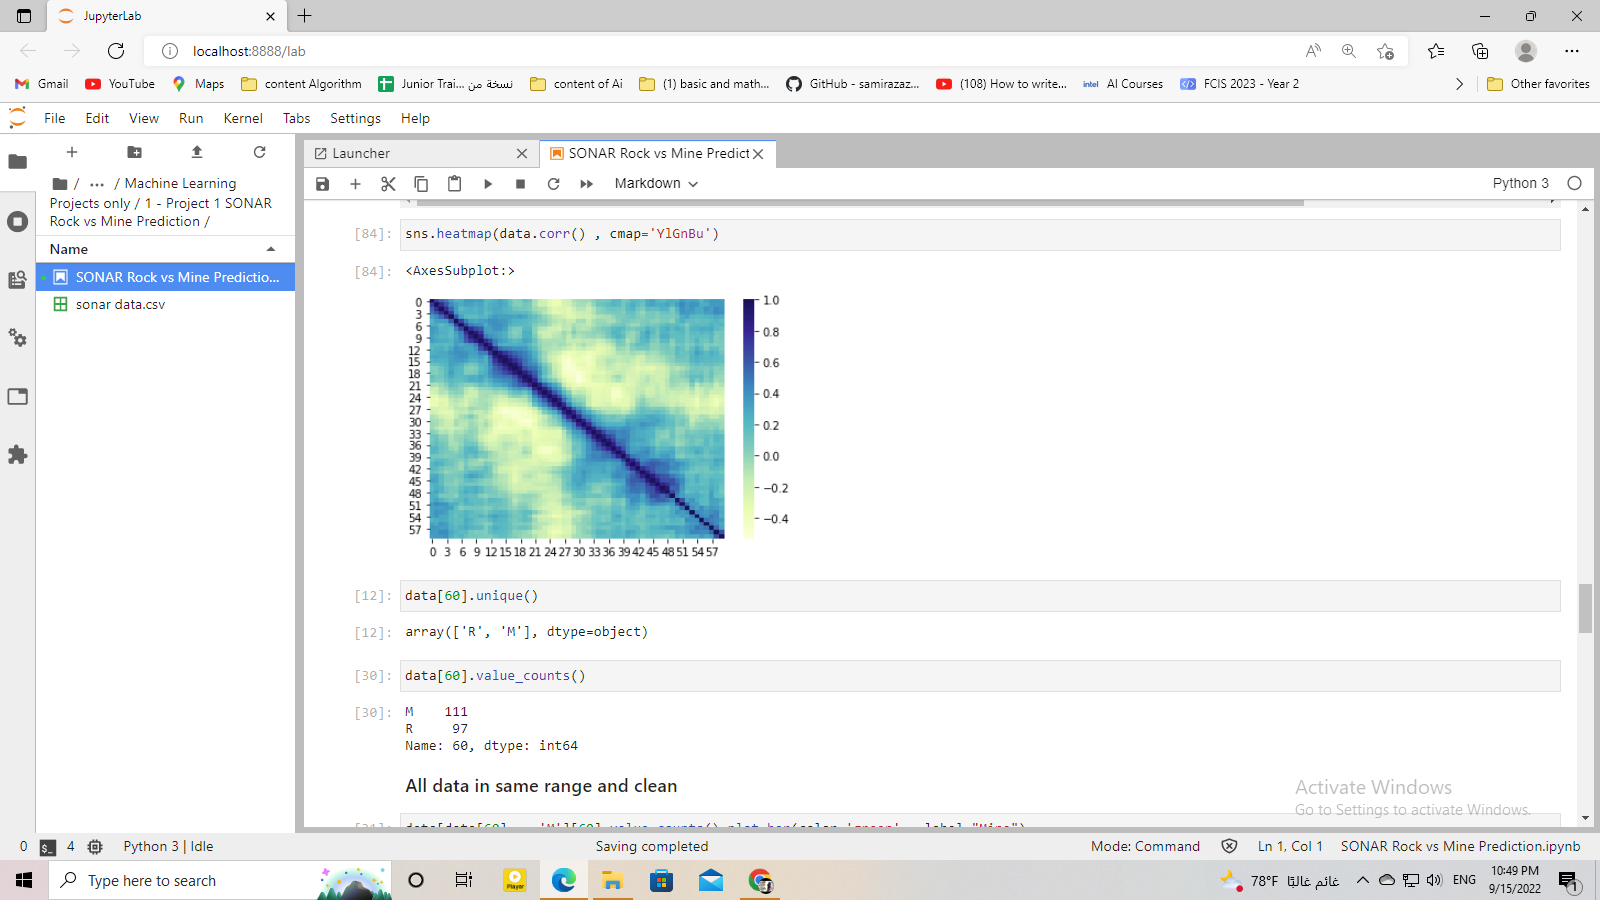 JupyterLab
localhost:8888/lab
Gmail YouTube Maps content Algorithm Junior Trai... نسخة من content of Ai (1) basic and math... GitHub - samirazaz... (108) How to write... intel AI Courses FCIS 2023 - Year 2 Other favorites
File Edit View Run Kernel Tabs Settings Help
/ ... / Machine Learning
Projects only / 1 - Project 1 SONAR
Rock vs Mine Prediction /
Name
SONAR Rock vs Mine Predictio...
sonar data.csv
Launcher SONAR Rock vs Mine Predict
Markdown Python 3
[84]: sns.heatmap(data.corr() , cmap='YlGnBu')
[84]: <AxesSubplot:>
0
3
6
9
12
15
18
21
24
27
30
33
36
39
42
45
48
51
54
57
0 3 6 9 12 15 18 21 24 27 30 33 36 39 42 45 48 51 54 57
1.0
0.8
0.6
0.4
0.2
0.0
−0.2
−0.4
[12]: data[60].unique()
[12]: array(['R', 'M'], dtype=object)
[30]: data[60].value_counts()
[30]: M 111
R 97
Name: 60, dtype: int64
All data in same range and clean
Activate Windows
Go to Settings to activate Windows.
0 $_ 4 Python 3 | Idle Saving completed Mode: Command Ln 1, Col 1 SONAR Rock vs Mine Prediction.ipynb
Type here to search Player 78°F غائم غالبًا ENG 10:49 PM
9/15/2022 1